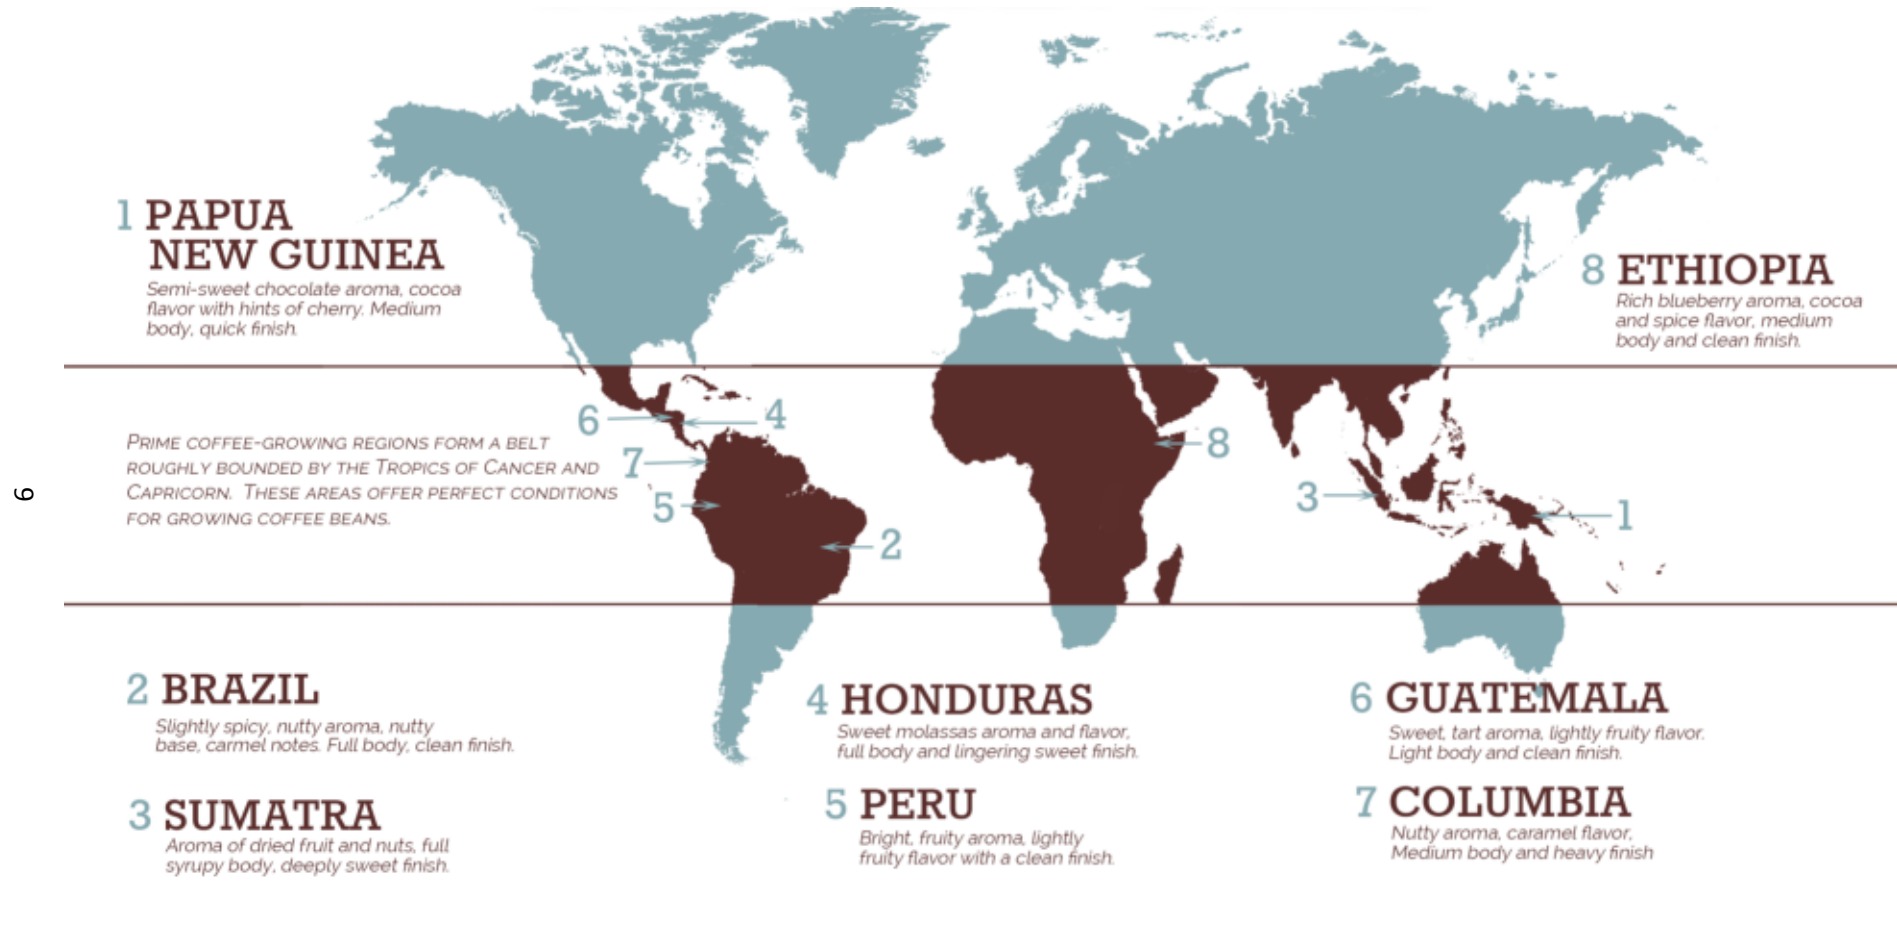 1 PAPUA
NEW GUINEA
Semi-sweet chocolate aroma, cocoa
flavor with hints of cherry. Medium
body, quick finish.
8 ETHIOPIA
Rich blueberry aroma, cocoa
and spice flavor, medium
body and clean finish.
PRIME COFFEE-GROWING REGIONS FORM A BELT
ROUGHLY BOUNDED BY THE TROPICS OF CANCER AND
CAPRICORN. THESE AREAS OFFER PERFECT CONDITIONS
FOR GROWING COFFEE BEANS.
6
4
7
5
2
8
3
1
6
2 BRAZIL
Slightly spicy, nutty aroma, nutty
base, carmel notes. Full body, clean finish.
3 SUMATRA
Aroma of dried fruit and nuts, full
syrupy body, deeply sweet finish.
4 HONDURAS
Sweet molassas aroma and flavor,
full body and lingering sweet finish.
5 PERU
Bright, fruity aroma, lightly
fruity flavor with a clean finish.
6 GUATEMALA
Sweet, tart aroma, lightly fruity flavor.
Light body and clean finish.
7 COLUMBIA
Nutty aroma, caramel flavor,
Medium body and heavy finish